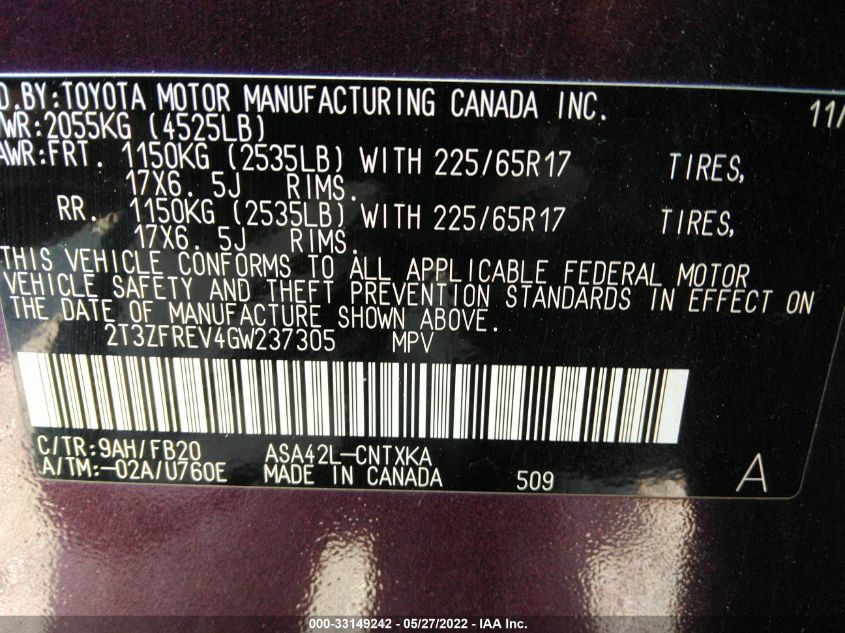 D.BY:TOYOTA MOTOR MANUFACTURING CANADA INC. 11/
WR:2055KG (4525LB)
AWR:FRT. 1150KG (2535LB) WITH 225/65R17 TIRES,
17X6. 5J RIMS.
RR. 1150KG (2535LB) WITH 225/65R17 TIRES,
17X6. 5J RIMS.
THIS VEHICLE CONFORMS TO ALL APPLICABLE FEDERAL MOTOR
VEHICLE SAFETY AND THEFT PREVENTION STANDARDS IN EFFECT ON
THE DATE OF MANUFACTURE SHOWN ABOVE.
2T3ZFREV4GW237305 MPV
C/TR:9AH/FB20 ASA42L-CNTXKA
A/TM:-02A/U760E MADE IN CANADA 509 A
000-33149242 - 05/27/2022 - IAA Inc.